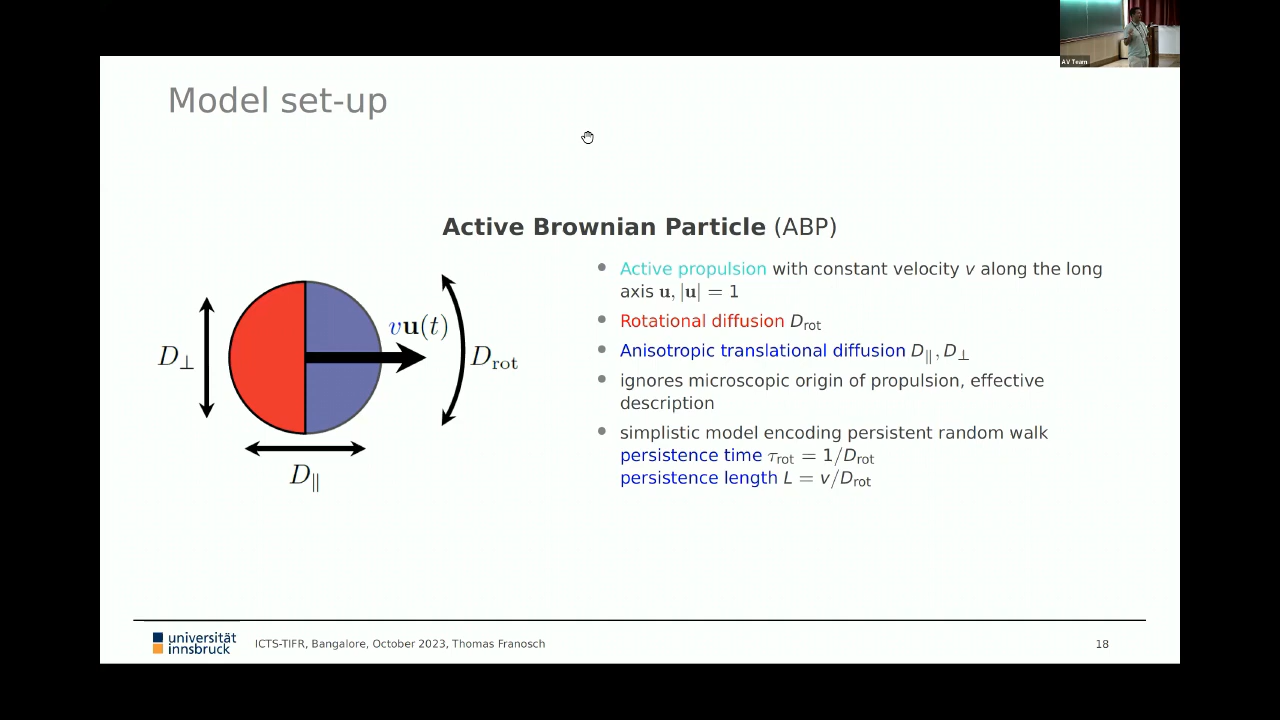 AV Team
Model set-up
Active Brownian Particle (ABP)
Active propulsion with constant velocity v along the long
axis u, |u| = 1
Rotational diffusion D_rot
Anisotropic translational diffusion D_∥, D_⊥
ignores microscopic origin of propulsion, effective
description
simplistic model encoding persistent random walk
persistence time τ_rot = 1/D_rot
persistence length L = v/D_rot
vu(t)
D_⊥
D_rot
D_∥
universität
innsbruck
ICTS-TIFR, Bangalore, October 2023, Thomas Franosch
18